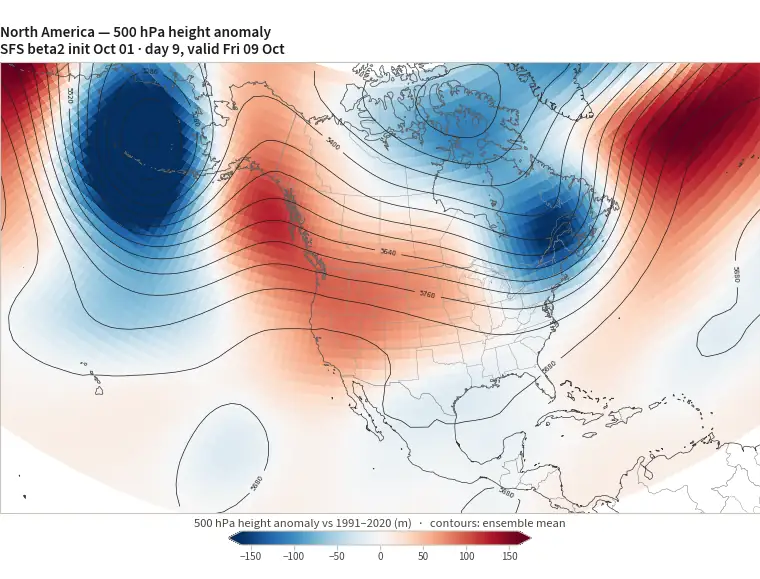 North America — 500 hPa height anomaly
SFS beta2 init Oct 01 · day 9, valid Fri 09 Oct
5520
5400
5640
5760
5880
5880
5880
5880
500 hPa height anomaly vs 1991–2020 (m) · contours: ensemble mean
−150 −100 −50 0 50 100 150